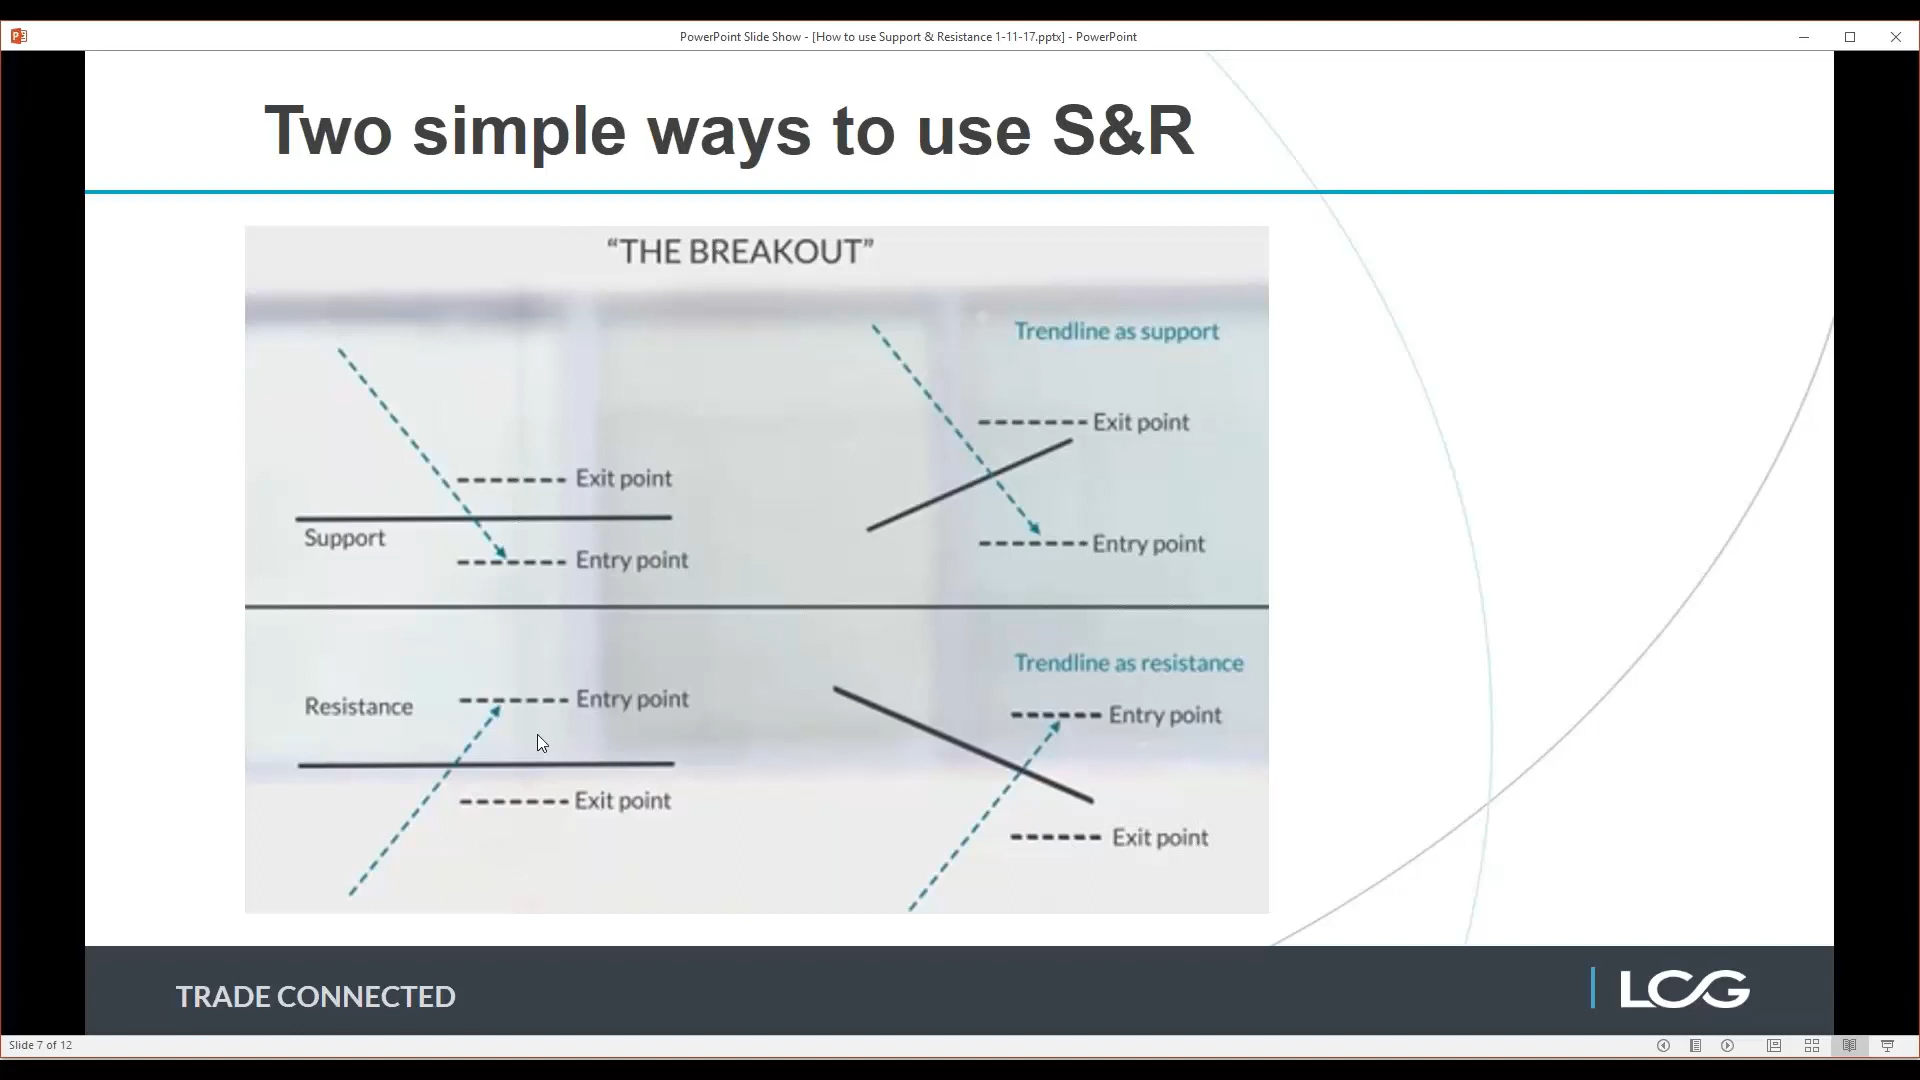 PowerPoint Slide Show - [How to use Support & Resistance 1-11-17.pptx] - PowerPoint
Two simple ways to use S&R
“THE BREAKOUT”
Exit point
Support
Entry point
Trendline as support
Exit point
Entry point
Resistance
Entry point
Exit point
Trendline as resistance
Entry point
Exit point
TRADE CONNECTED
LCG
Slide 7 of 12